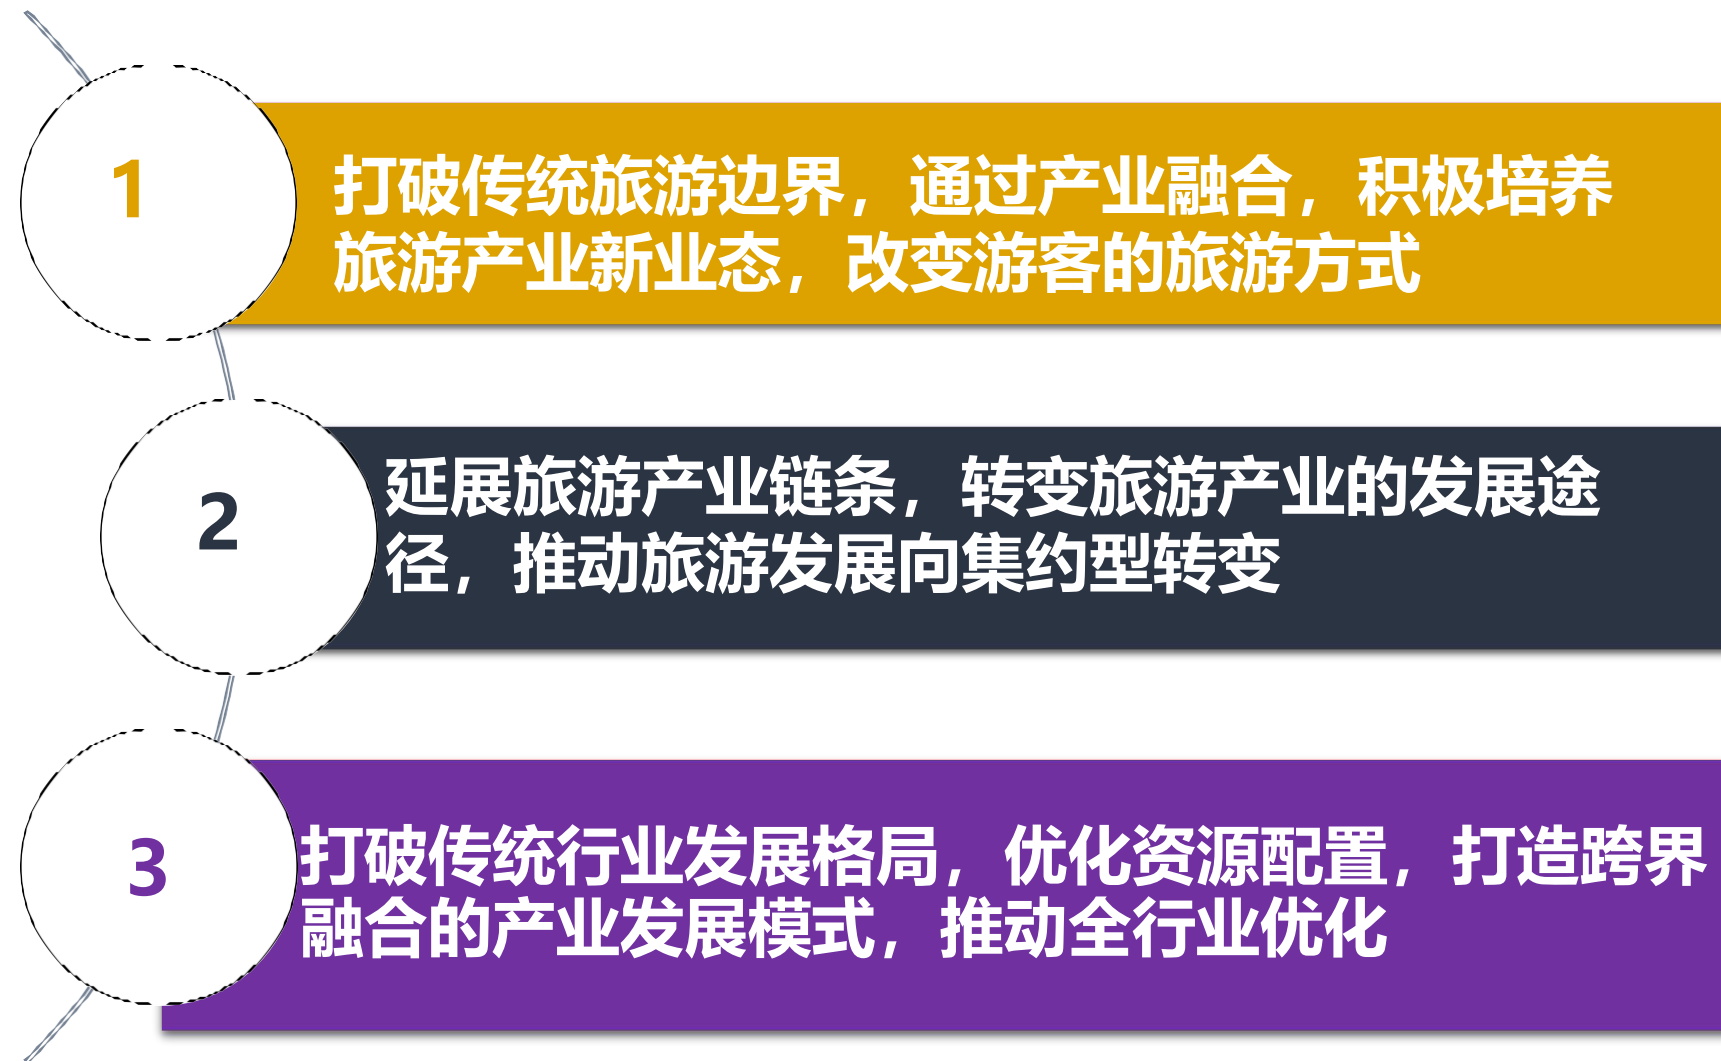 1
打破传统旅游边界，通过产业融合，积极培养
旅游产业新业态，改变游客的旅游方式
2
延展旅游产业链条，转变旅游产业的发展途
径，推动旅游发展向集约型转变
3
打破传统行业发展格局，优化资源配置，打造跨界
融合的产业发展模式，推动全行业优化